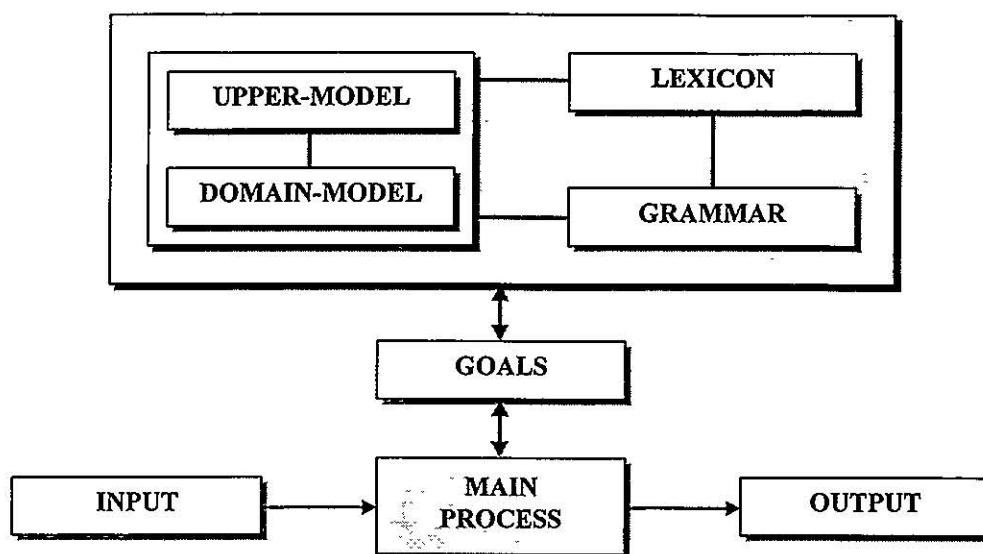 UPPER-MODEL
LEXICON
DOMAIN-MODEL
GRAMMAR
GOALS
INPUT
MAIN
PROCESS
OUTPUT